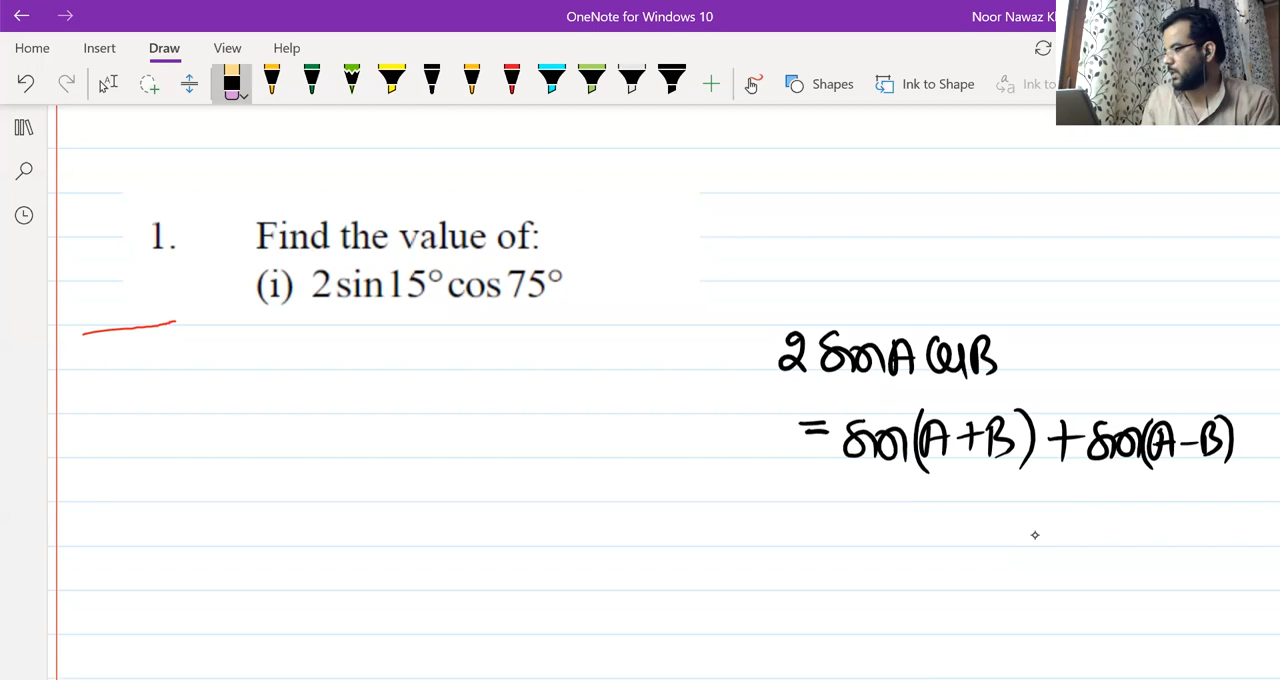 OneNote for Windows 10
Noor Nawaz
Home Insert Draw View Help
Shapes Ink to Shape Ink to
1. Find the value of:
(i) 2 sin 15° cos 75°
2 sin A cos B
= sin(A+B) + sin(A-B)